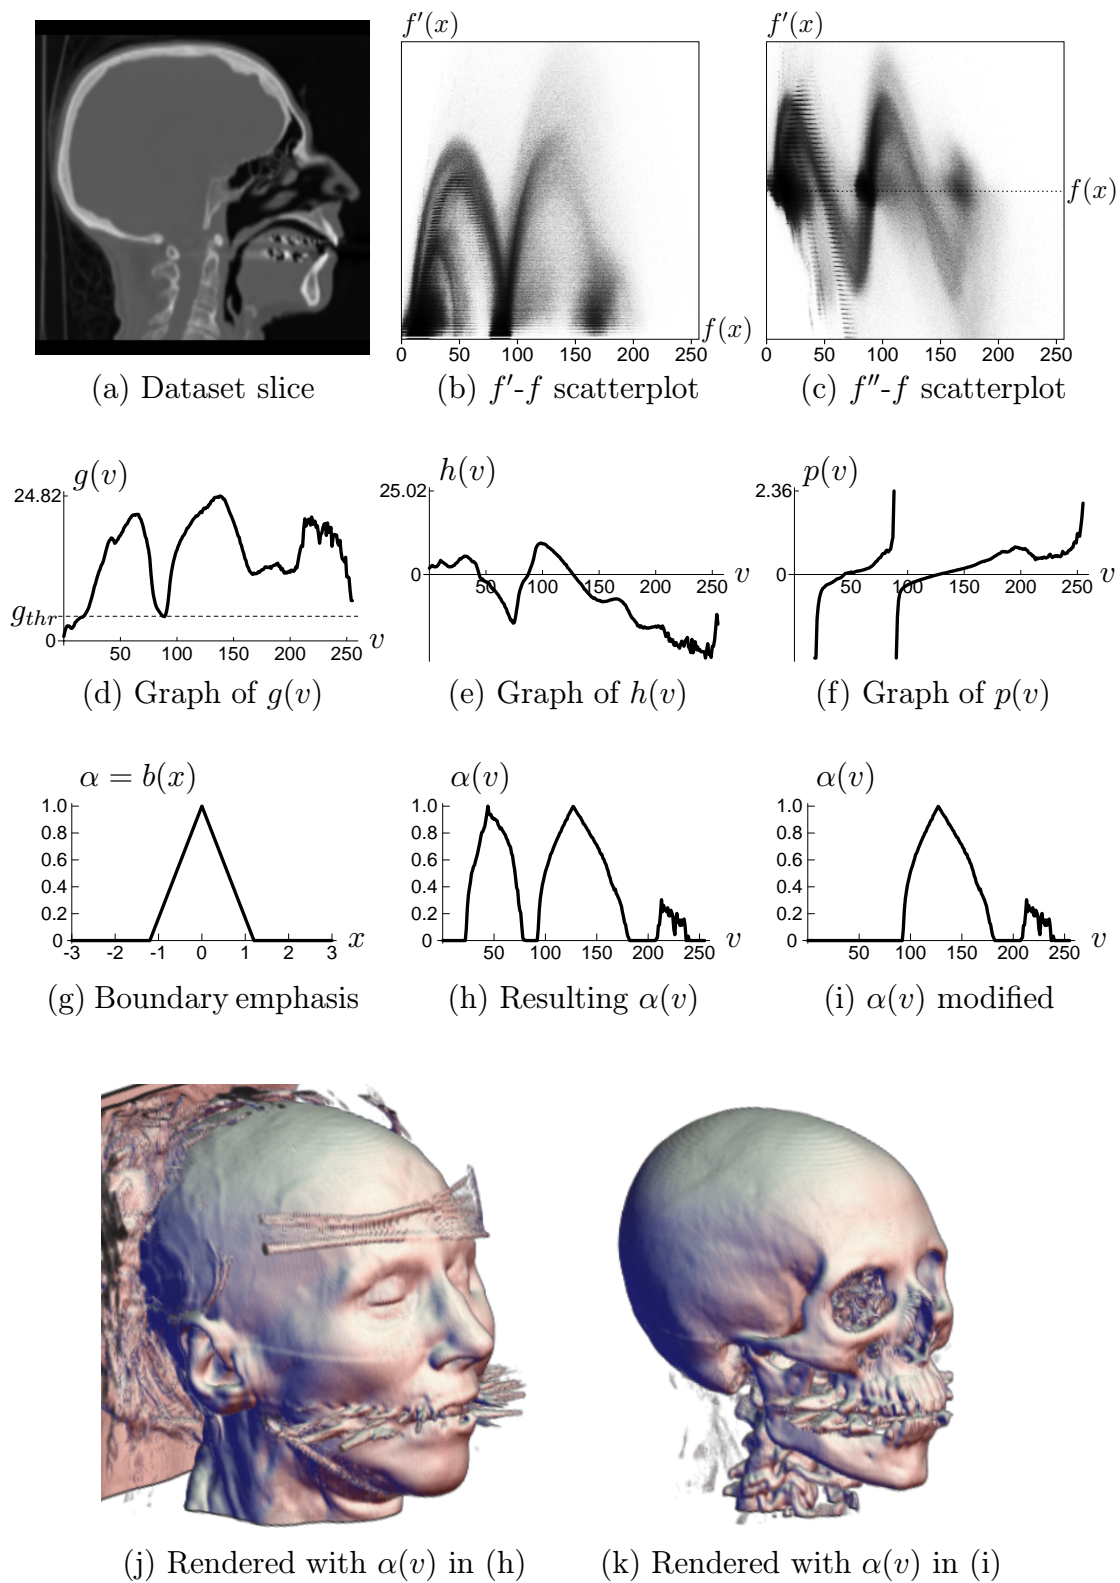 f′(x)
f′(x)
f(x)
f(x)
0 50 100 150 200 250
0 50 100 150 200 250
(a) Dataset slice
(b) f′-f scatterplot
(c) f″-f scatterplot
g(v)
24.82
g_thr
0
50 100 150 200 250
v
h(v)
25.02
0
50 100 150 200 250
v
p(v)
2.36
0
50 100 150 200 250
v
(d) Graph of g(v)
(e) Graph of h(v)
(f) Graph of p(v)
α = b(x)
1.0
0.8
0.6
0.4
0.2
0
-3 -2 -1 0 1 2 3
x
α(v)
1.0
0.8
0.6
0.4
0.2
0
50 100 150 200 250
v
α(v)
1.0
0.8
0.6
0.4
0.2
0
50 100 150 200 250
v
(g) Boundary emphasis
(h) Resulting α(v)
(i) α(v) modified
(j) Rendered with α(v) in (h)
(k) Rendered with α(v) in (i)